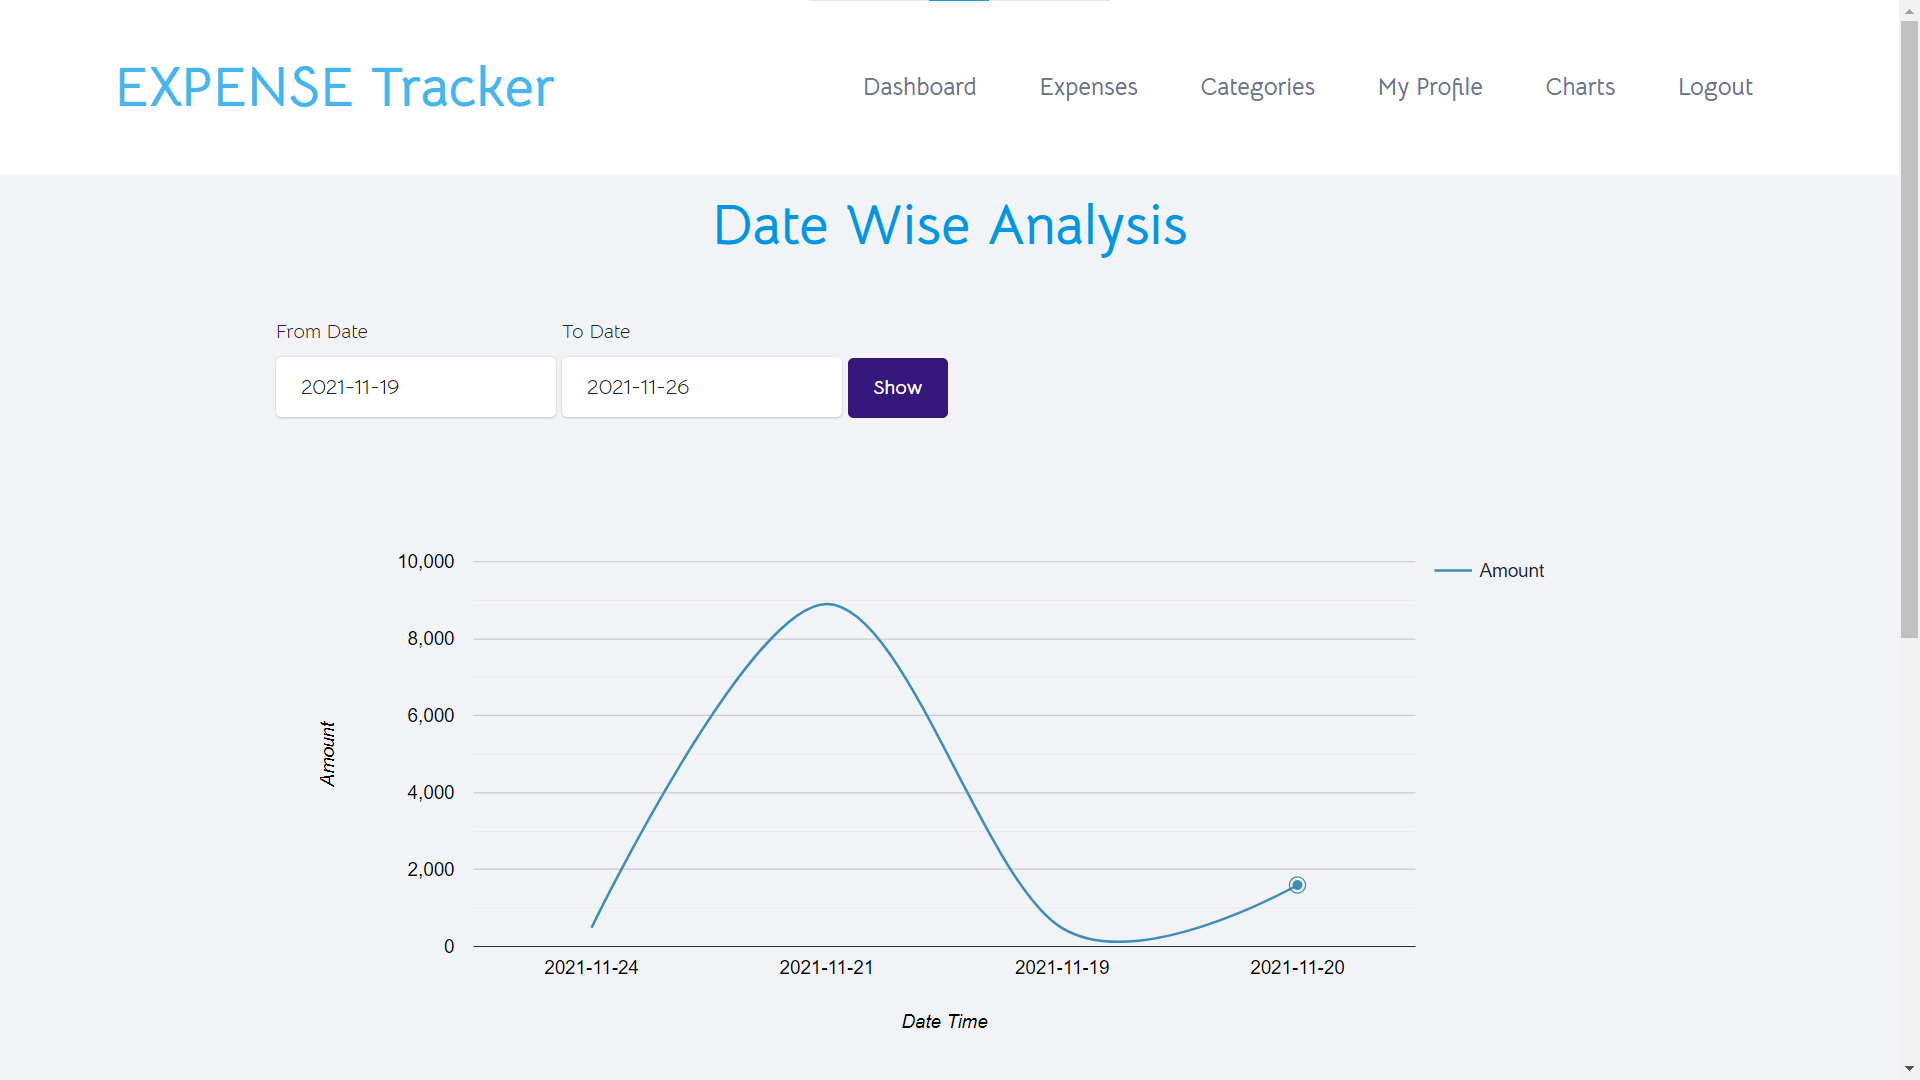 EXPENSE Tracker
Dashboard Expenses Categories My Profile Charts Logout
Date Wise Analysis
From Date To Date
2021-11-19 2021-11-26 Show
10,000
Amount
8,000
6,000
Amount
4,000
2,000
0
2021-11-24 2021-11-21 2021-11-19 2021-11-20
Date Time